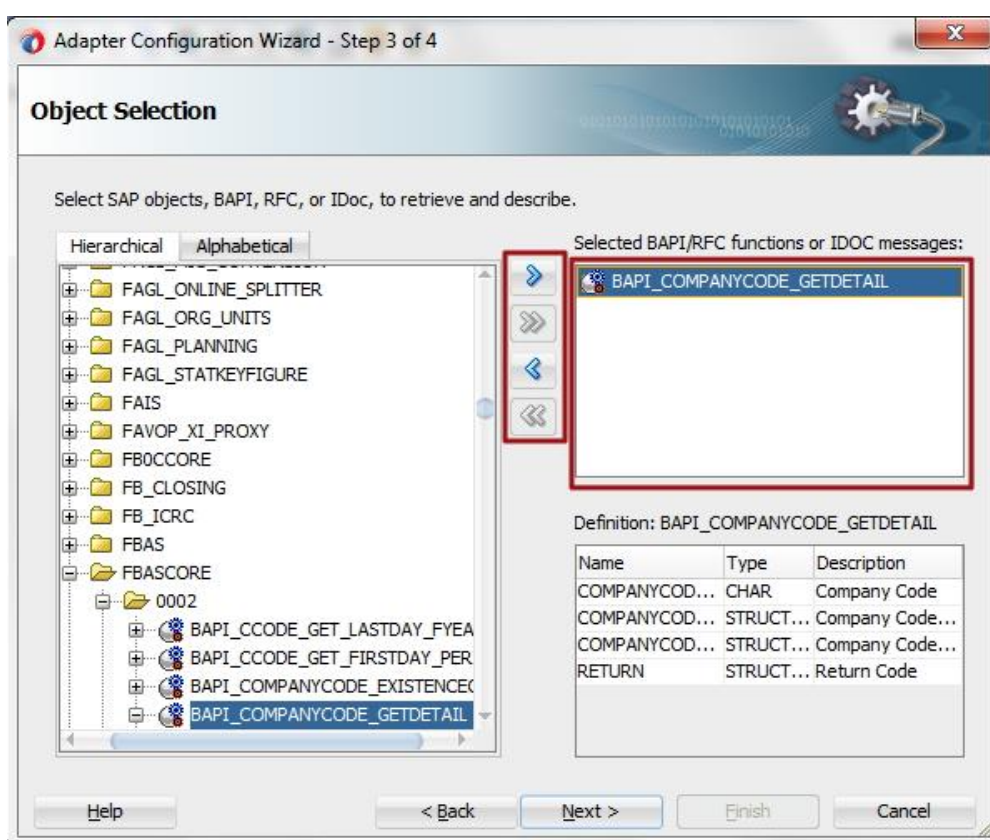 Adapter Configuration Wizard - Step 3 of 4
Object Selection
Select SAP objects, BAPI, RFC, or IDoc, to retrieve and describe.
Hierarchical Alphabetical
FAGL_ONLINE_SPLITTER
FAGL_ORG_UNITS
FAGL_PLANNING
FAGL_STATKEYFIGURE
FAIS
FAVOP_XI_PROXY
FB0CCORE
FB_CLOSING
FB_ICRC
FBAS
FBASCORE
0002
BAPI_CCODE_GET_LASTDAY_FYEA
BAPI_CCODE_GET_FIRSTDAY_PER
BAPI_COMPANYCODE_EXISTENCE
BAPI_COMPANYCODE_GETDETAIL
Selected BAPI/RFC functions or IDOC messages:
BAPI_COMPANYCODE_GETDETAIL
Definition: BAPI_COMPANYCODE_GETDETAIL
Name Type Description
COMPANYCOD... CHAR Company Code
COMPANYCOD... STRUCT... Company Code...
COMPANYCOD... STRUCT... Company Code...
RETURN STRUCT... Return Code
Help < Back Next > Finish Cancel